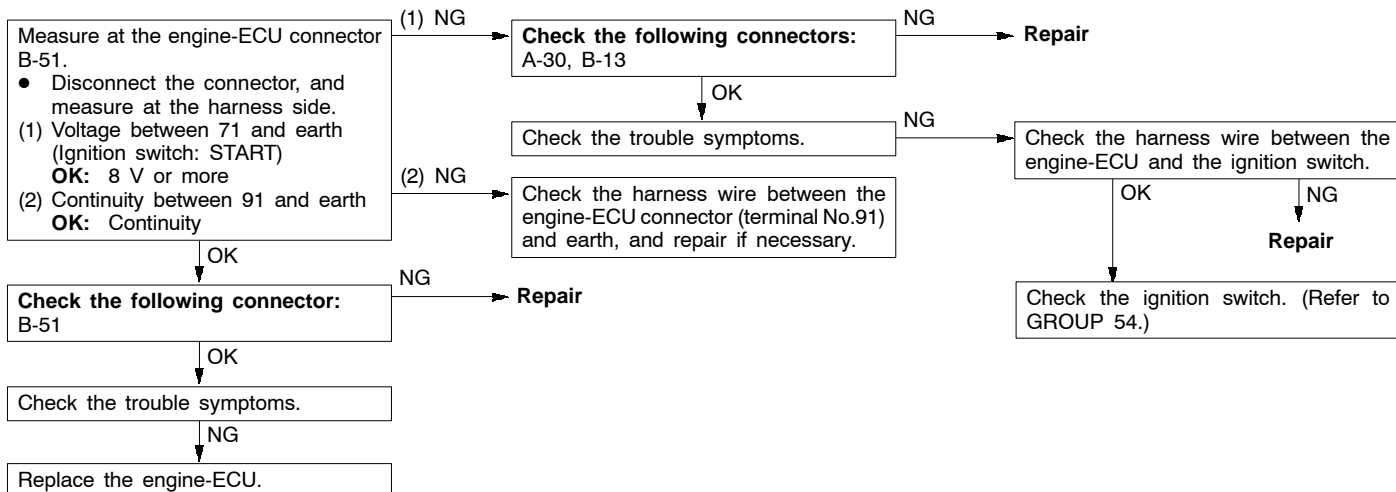 Measure at the engine-ECU connector
B-51.
● Disconnect the connector, and
measure at the harness side.
(1) Voltage between 71 and earth
(Ignition switch: START)
OK: 8 V or more
(2) Continuity between 91 and earth
OK: Continuity
(1) NG
Check the following connectors:
A-30, B-13
NG
Repair
OK
Check the trouble symptoms.
NG
Check the harness wire between the
engine-ECU and the ignition switch.
OK
NG
Repair
Check the ignition switch. (Refer to
GROUP 54.)
(2) NG
Check the harness wire between the
engine-ECU connector (terminal No.91)
and earth, and repair if necessary.
OK
Check the following connector:
B-51
NG
Repair
OK
Check the trouble symptoms.
NG
Replace the engine-ECU.